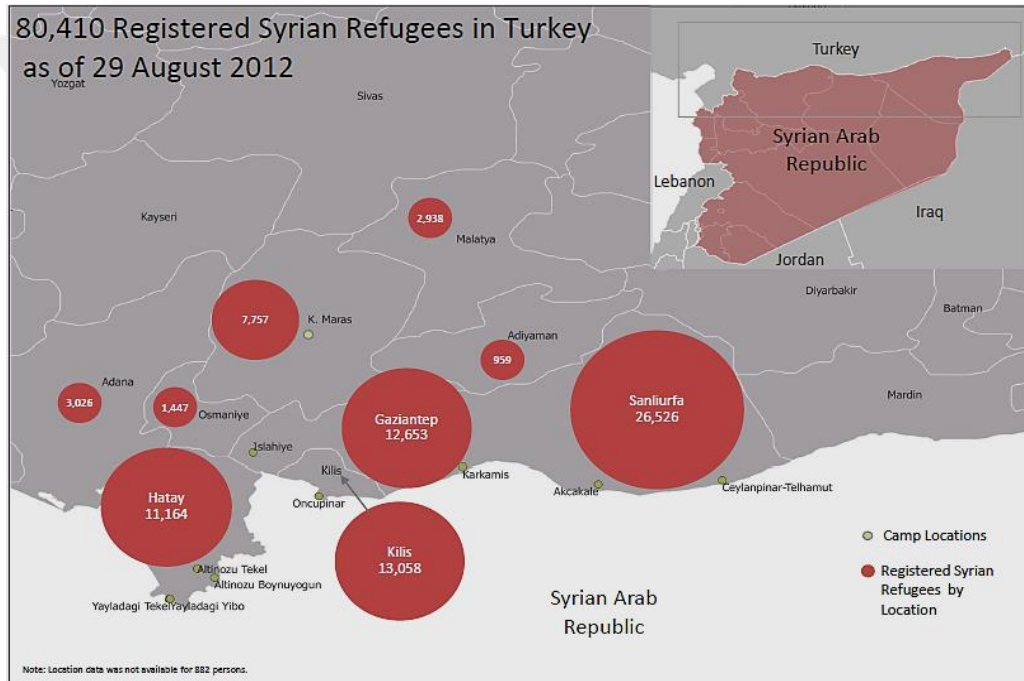 80,410 Registered Syrian Refugees in Turkey
as of 29 August 2012
Yozgat
Sivas
Kayseri
2,938
Malatya
7,757
K. Maras
Adiyaman
959
Diyarbakir
Batman
Mardin
Adana
3,026
1,447
Osmaniye
Gaziantep
12,653
Sanliurfa
26,526
Islahiye
Kilis
Karkamis
Oncupinar
Akcakale
Ceylanpinar-Telhamut
Hatay
11,164
Kilis
13,058
Altinozu Tekel
Altinozu Boynuyogun
Yayladagi Tekel
Yayladagi Yibo
Syrian Arab
Republic
Turkey
Syrian Arab
Republic
Lebanon
Iraq
Jordan
Camp Locations
Registered Syrian
Refugees by
Location
Note: Location data was not available for 882 persons.